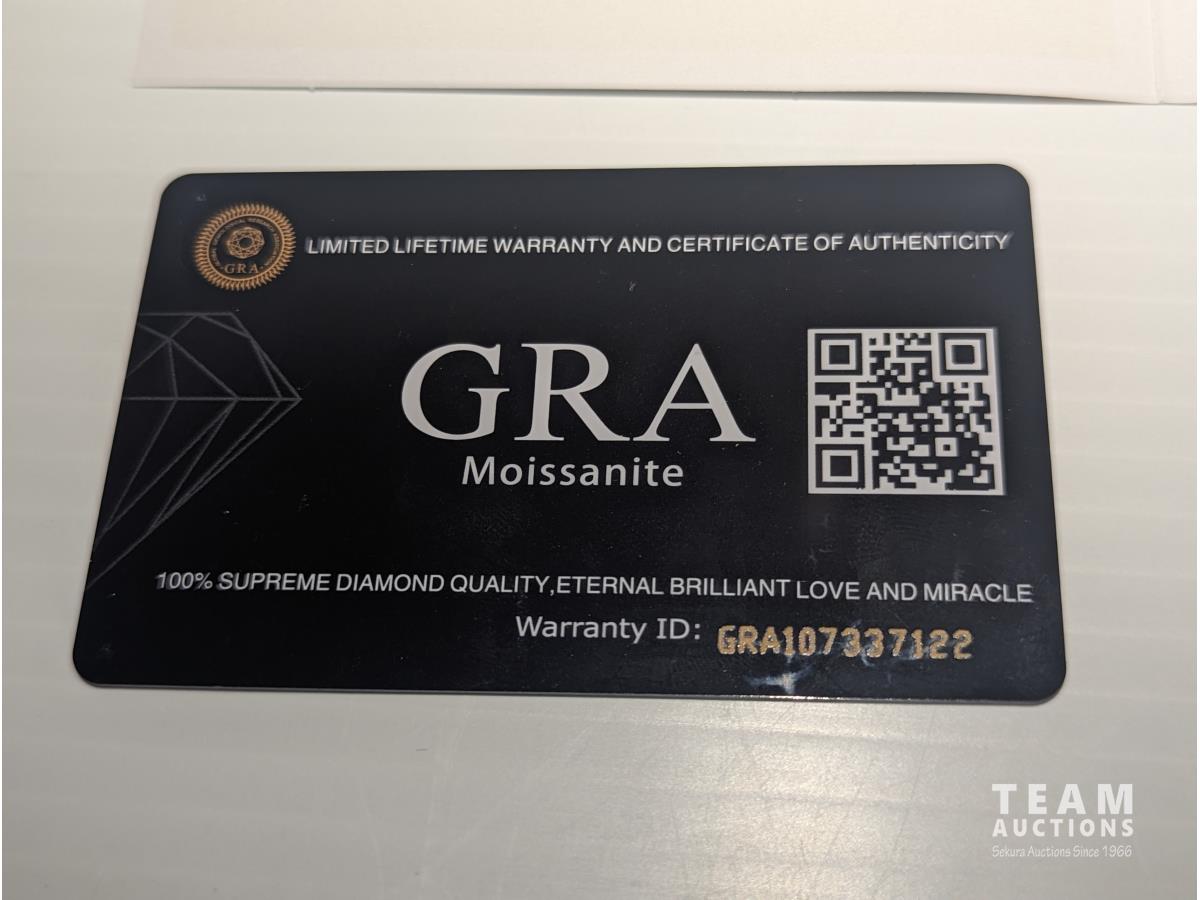 LIMITED LIFETIME WARRANTY AND CERTIFICATE OF AUTHENTICITY
GRA
GRA
Moissanite
100% SUPREME DIAMOND QUALITY,ETERNAL BRILLIANT LOVE AND MIRACLE
Warranty ID: GRA107337122
TEAM
AUCTIONS
Sekura Auctions Since 1966